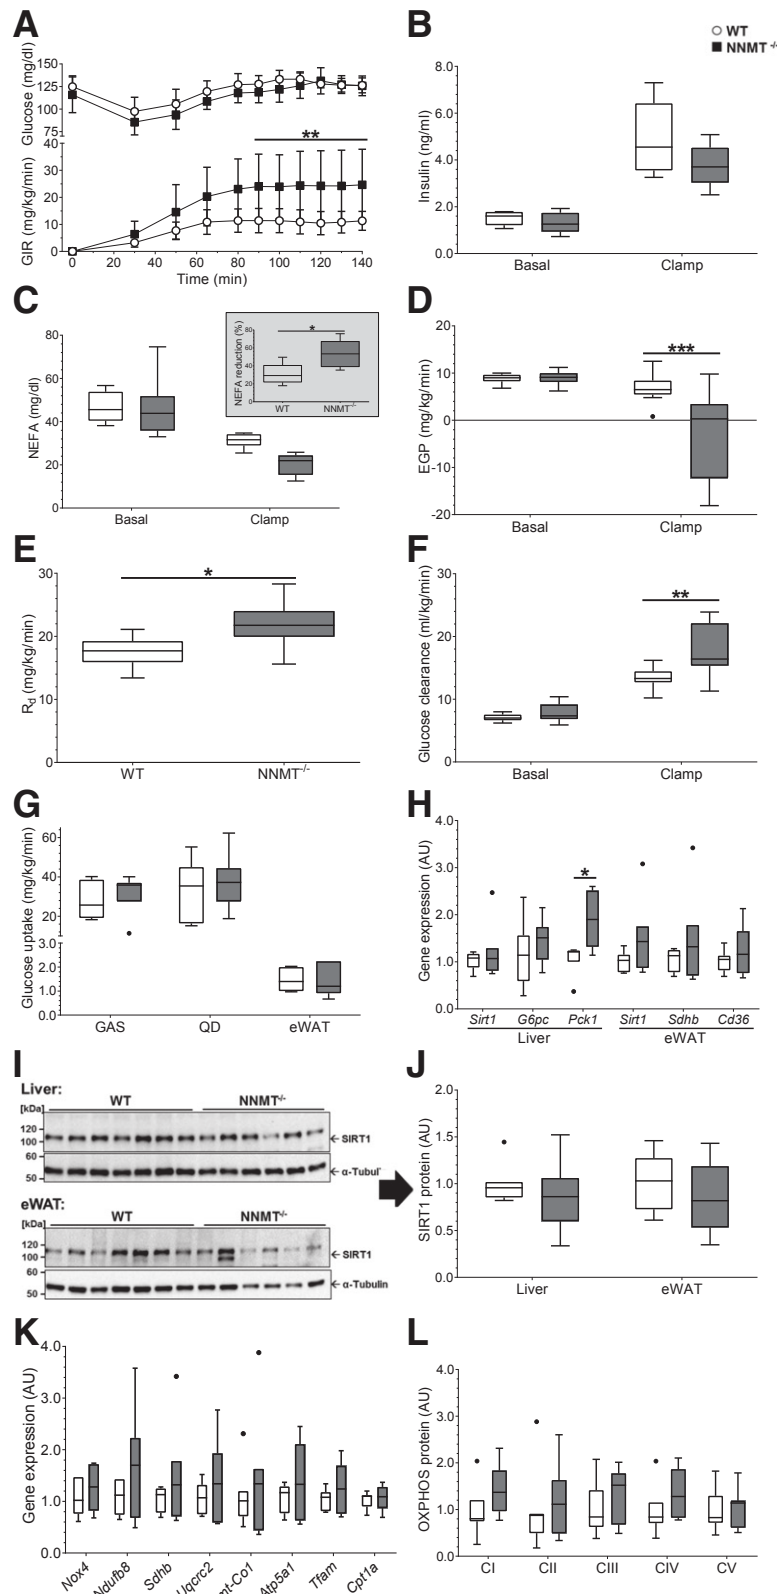 A
B
WT
NNMT -/-
Glucose (mg/dl)
150
125
100
75
**
GIR (mg/kg/min)
40
30
20
10
0
0 20 40 60 80 100 120 140
Time (min)
Insulin (ng/ml)
8.0
6.0
4.0
2.0
0.0
Basal Clamp
C
NEFA (mg/dl)
80
60
40
20
0
Basal Clamp
NEFA reduction (%)
80
60
40
20
0
*
WT NNMT-/-
D
EGP (mg/kg/min)
20
10
0
-10
-20
***
Basal Clamp
E
Rd (mg/kg/min)
30
20
10
0
*
WT NNMT-/-
F
Glucose clearance (ml/kg/min)
30
20
10
0
**
Basal Clamp
G
Glucose uptake (mg/kg/min)
60
40
20
3.0
2.0
1.0
0.0
GAS QD eWAT
H
Gene expression (AU)
4.0
3.0
2.0
1.0
0.0
*
Sirt1 G6pc Pck1 Sirt1 Sdhb Cd36
Liver eWAT
I
Liver:
[kDa] WT NNMT-/-
120
100
← SIRT1
60
50
← α-Tubul
eWAT:
[kDa] WT NNMT-/-
120
100
← SIRT1
60
50
← α-Tubulin
J
SIRT1 protein (AU)
2.0
1.5
1.0
0.5
0.0
Liver eWAT
K
Gene expression (AU)
4.0
3.0
2.0
1.0
0.0
Nox4 Ndufb8 Sdhb Uqcrc2 mt-Co1 Atp5a1 Tfam Cpt1a
L
OXPHOS protein (AU)
4.0
3.0
2.0
1.0
0.0
CI CII CIII CIV CV